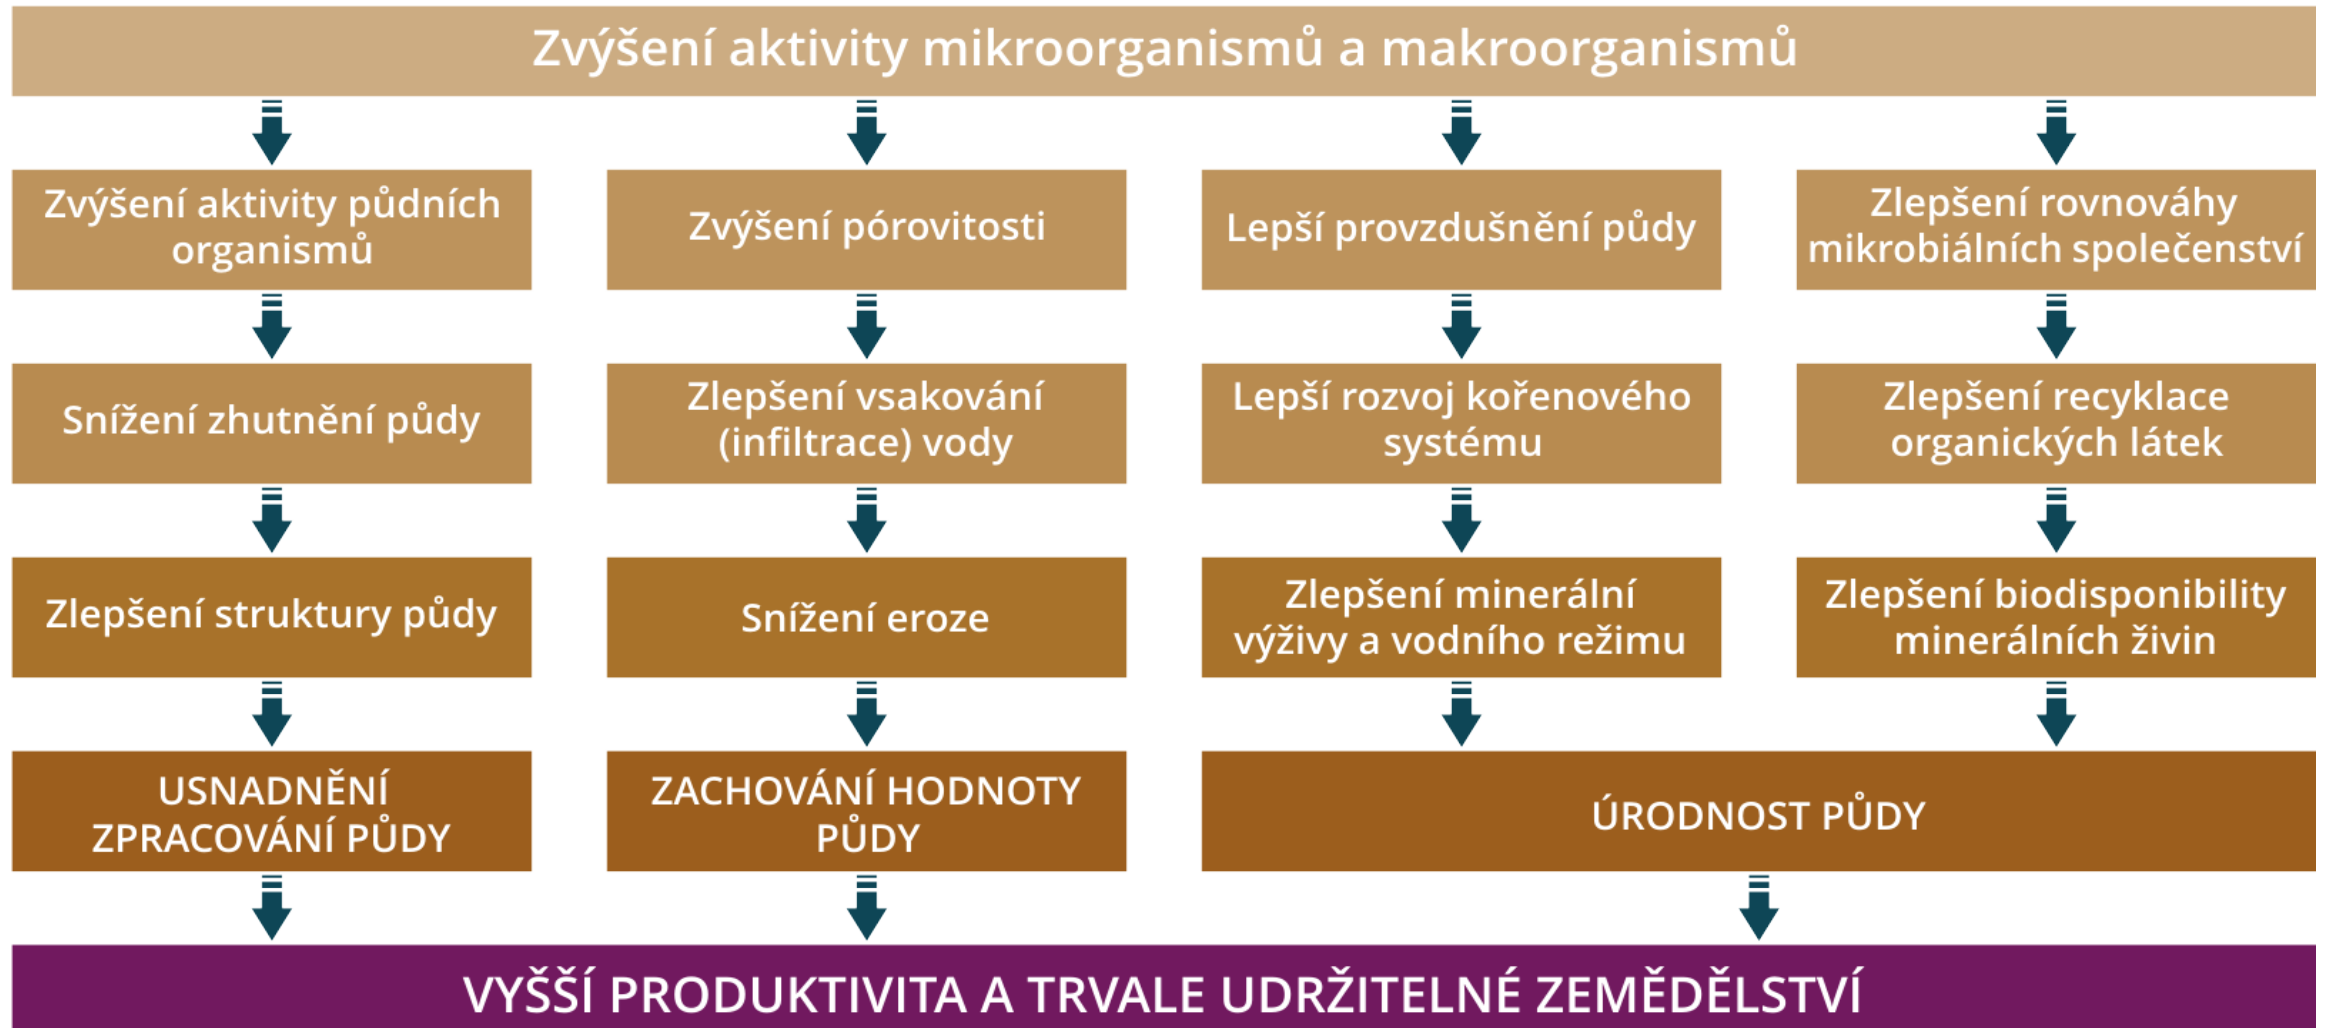 Zvýšení aktivity mikroorganismů a makroorganismů
Zvýšení aktivity půdních
organismů
Zvýšení pórovitosti
Lepší provzdušnění půdy
Zlepšení rovnováhy
mikrobiálních společenství
Snížení zhutnění půdy
Zlepšení vsakování
(infiltrace) vody
Lepší rozvoj kořenového
systému
Zlepšení recyklace
organických látek
Zlepšení struktury půdy
Snížení eroze
Zlepšení minerální
výživy a vodního režimu
Zlepšení biodisponibility
minerálních živin
USNADNĚNÍ
ZPRACOVÁNÍ PŮDY
ZACHOVÁNÍ HODNOTY
PŮDY
ÚRODNOST PŮDY
VYŠŠÍ PRODUKTIVITA A TRVALE UDRŽITELNÉ ZEMĚDĚLSTVÍ